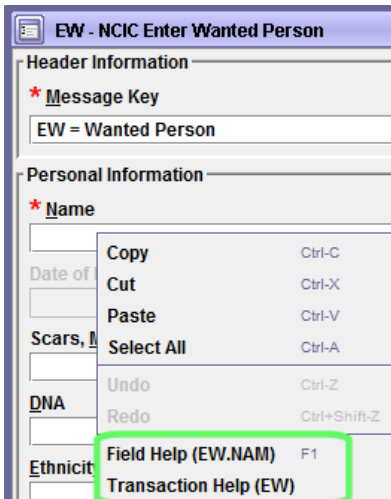 EW - NCIC Enter Wanted Person
Header Information
* Message Key
EW = Wanted Person
Personal Information
* Name
Date of
Copy Ctrl-C
Cut Ctrl-X
Paste Ctrl-V
Select All Ctrl-A
Scars,
Undo Ctrl-Z
DNA
Redo Ctrl+Shift-Z
Field Help (EW.NAM) F1
Ethnicity
Transaction Help (EW)